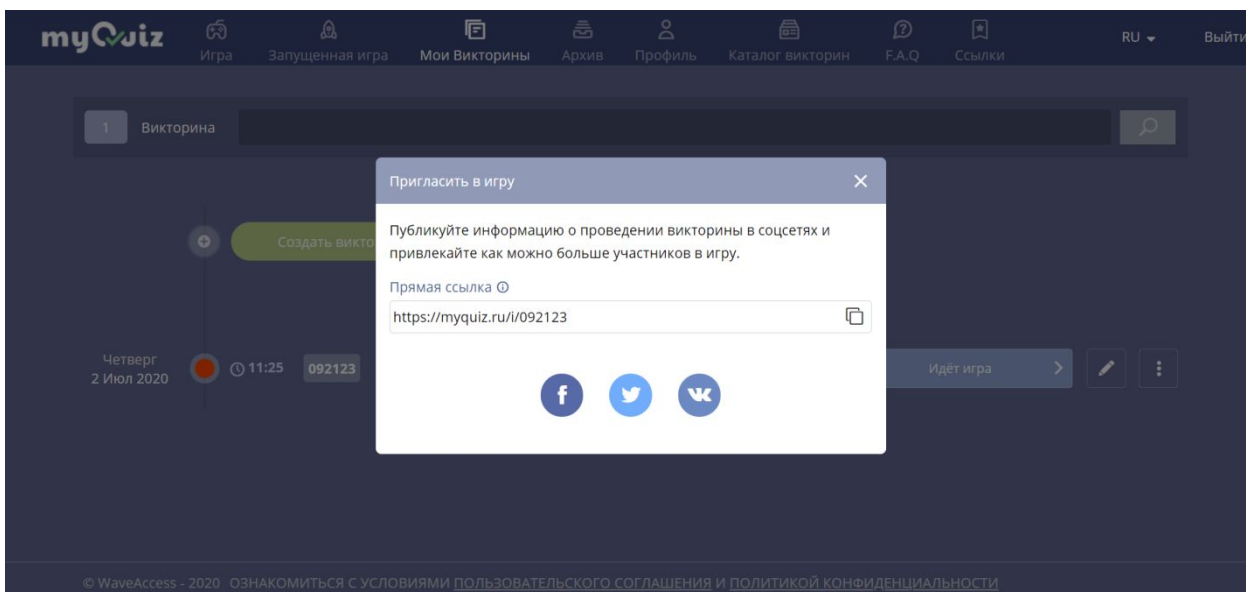 myQuiz
Игра
Запущенная игра
Мои Викторины
Архив
Профиль
Каталог викторин
F.A.Q
Ссылки
RU
Выйти
1
Викторина
Пригласить в игру
Создать викто
Публикуйте информацию о проведении викторины в соцсетях и
привлекайте как можно больше участников в игру.
Прямая ссылка
https://myquiz.ru/i/092123
Четверг
2 Июл 2020
11:25
092123
Идёт игра
© WaveAccess - 2020 ОЗНАКОМИТЬСЯ С УСЛОВИЯМИ ПОЛЬЗОВАТЕЛЬСКОГО СОГЛАШЕНИЯ И ПОЛИТИКОЙ КОНФИДЕНЦИАЛЬНОСТИ